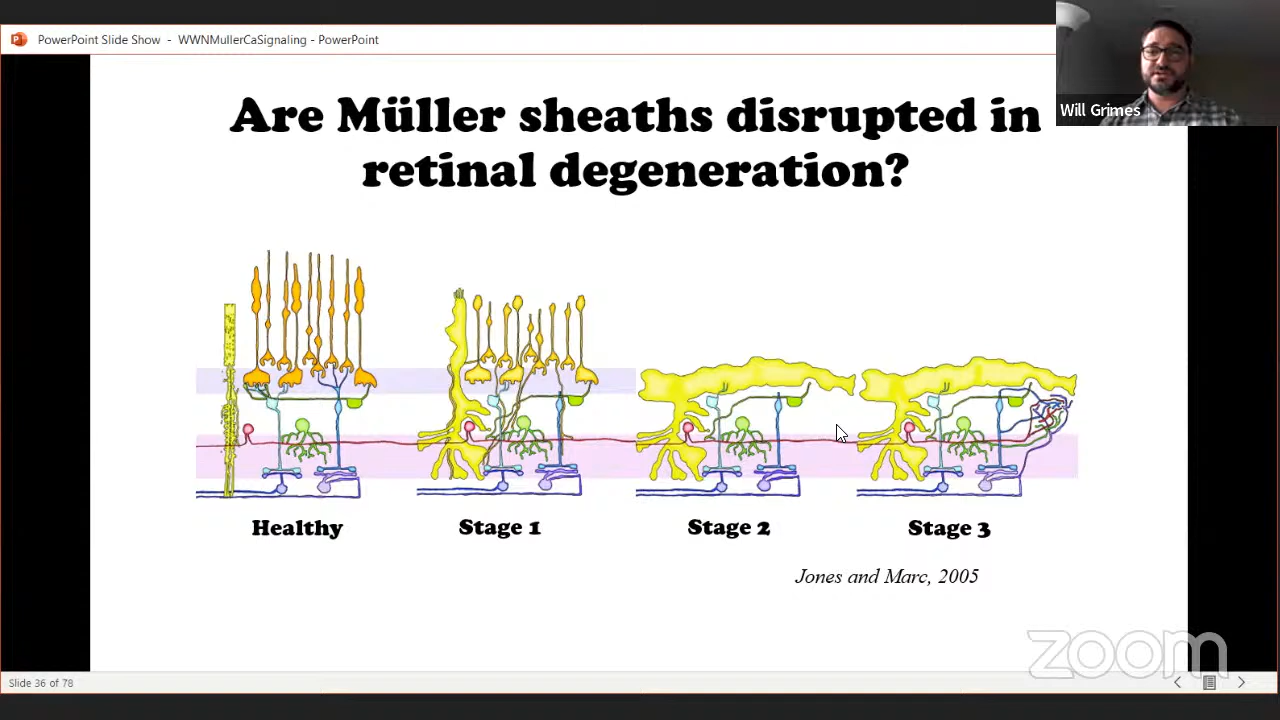 PowerPoint Slide Show - WWNMullerCaSignaling - PowerPoint
Will Grimes
Are Müller sheaths disrupted in
retinal degeneration?
Healthy
Stage 1
Stage 2
Stage 3
Jones and Marc, 2005
zoom
Slide 36 of 78